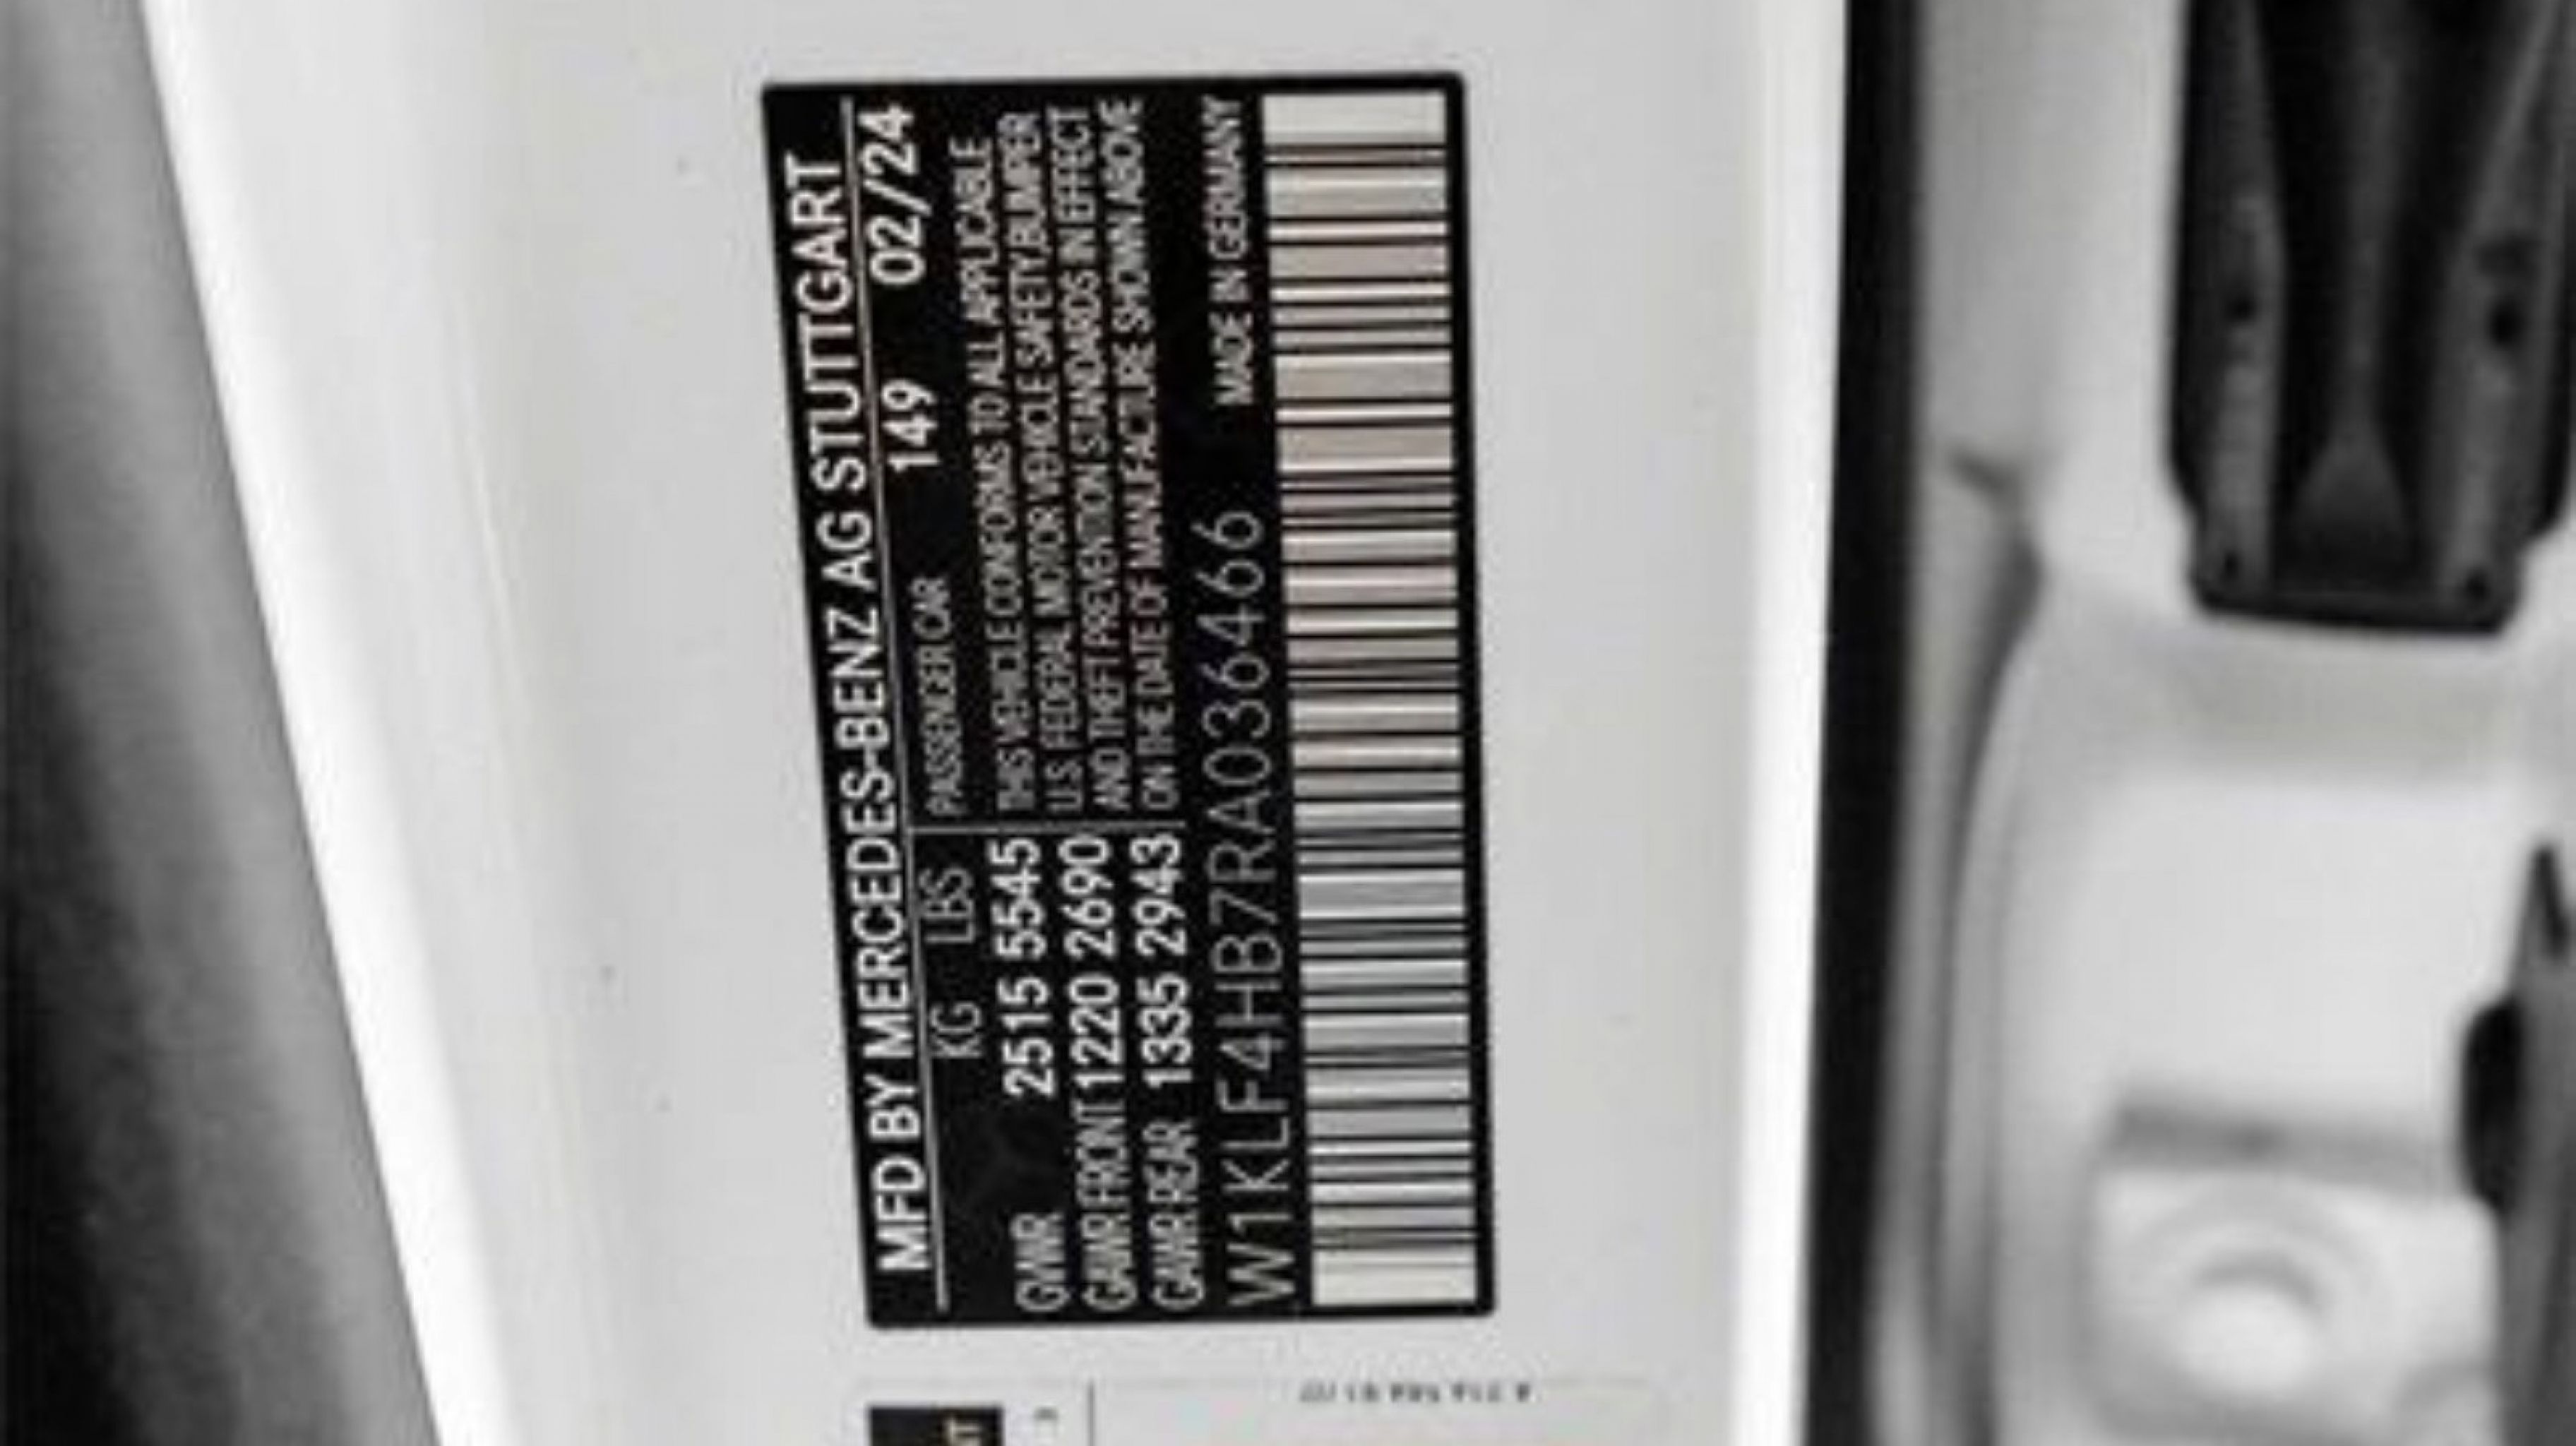 MFD BY MERCEDES-BENZ AG STUTTGART
KG LBS
GVWR 2515 5545
GAWR FRONT 1220 2690
GAWR REAR 1335 2943
PASSENGER CAR 149 02/24
THIS VEHICLE CONFORMS TO ALL APPLICABLE
U.S. FEDERAL MOTOR VEHICLE SAFETY, BUMPER
AND THEFT PREVENTION STANDARDS IN EFFECT
ON THE DATE OF MANUFACTURE SHOWN ABOVE
W1KLF4HB7RA036466 MADE IN GERMANY